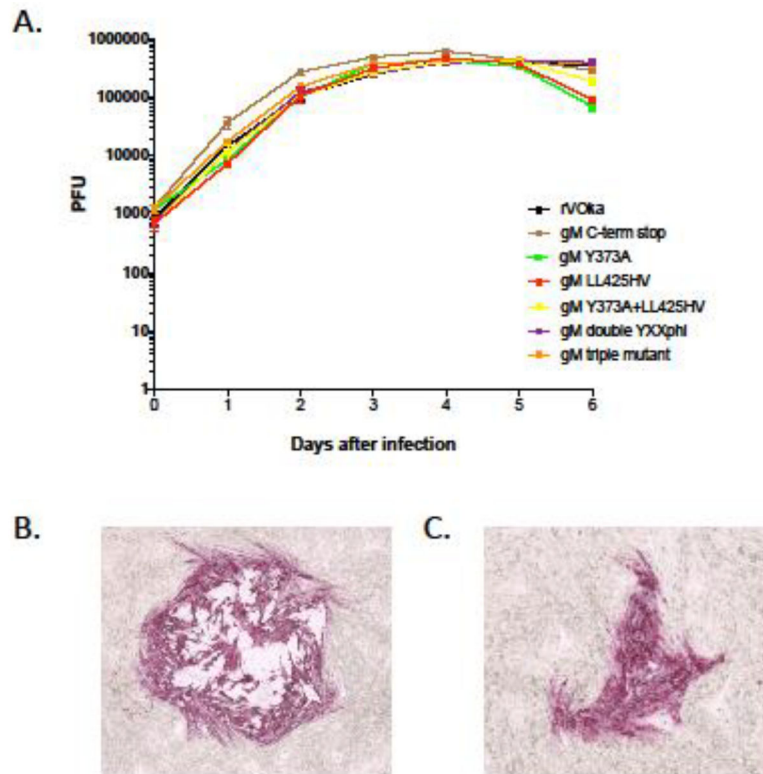 A.
1000000
100000
10000
1000
100
10
1
PFU
0 1 2 3 4 5 6
Days after infection
rVOka
gM C-term stop
gM Y373A
gM LL425HV
gM Y373A+LL425HV
gM double YXXphi
gM triple mutant
B.
C.